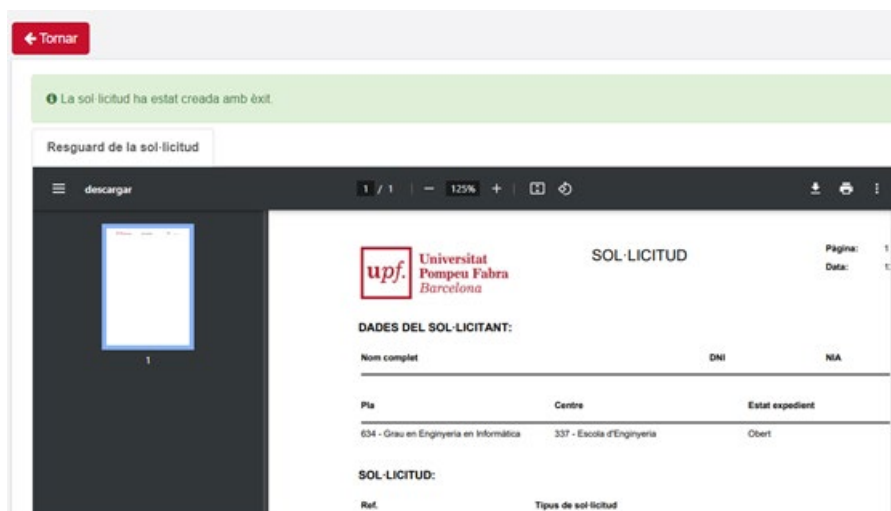 Tornar
La sol·licitud ha estat creada amb èxit.
Resguard de la sol·licitud
descargar
1 / 1
125%
1
upf.
Universitat
Pompeu Fabra
Barcelona
SOL·LICITUD
Pàgina: 1
Data:
DADES DEL SOL·LICITANT:
Nom complet DNI NIA
Pla Centre Estat expedient
634 - Grau en Enginyeria en Informàtica 337 - Escola d'Enginyeria Obert
SOL·LICITUD:
Ref. Tipus de sol·licitud